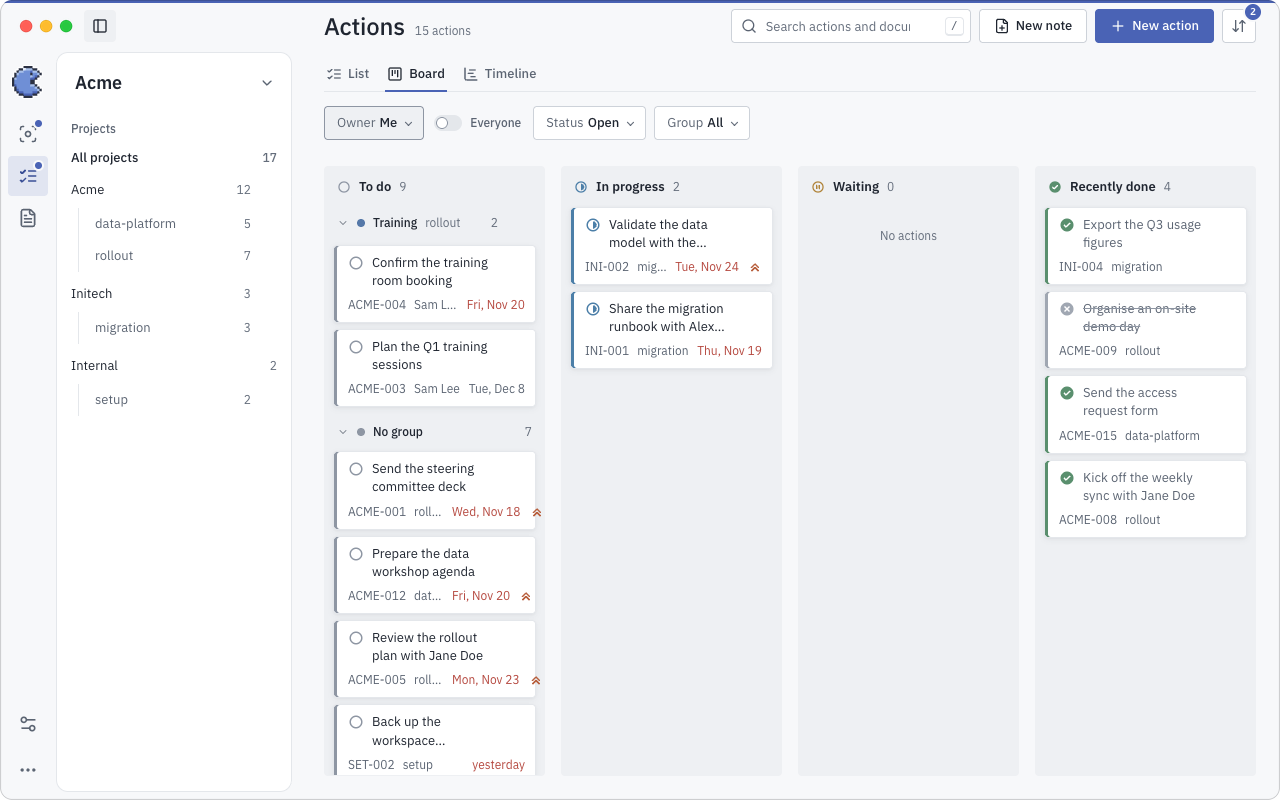 Actions 15 actions
Search actions and docui /
New note
New action
2
Acme
List
Board
Timeline
Owner Me
Everyone
Status Open
Group All
Projects
All projects 17
Acme 12
data-platform 5
rollout 7
Initech 3
migration 3
Internal 2
setup 2
To do 9
Training rollout 2
Confirm the training
room booking
ACME-004 Sam L... Fri, Nov 20
Plan the Q1 training
sessions
ACME-003 Sam Lee Tue, Dec 8
No group 7
Send the steering
committee deck
ACME-001 roll... Wed, Nov 18
Prepare the data
workshop agenda
ACME-012 dat... Fri, Nov 20
Review the rollout
plan with Jane Doe
ACME-005 roll... Mon, Nov 23
Back up the
workspace...
SET-002 setup yesterday
In progress 2
Validate the data
model with the...
INI-002 mig... Tue, Nov 24
Share the migration
runbook with Alex...
INI-001 migration Thu, Nov 19
Waiting 0
No actions
Recently done 4
Export the Q3 usage
figures
INI-004 migration
Organise an on-site
demo day
ACME-009 rollout
Send the access
request form
ACME-015 data-platform
Kick off the weekly
sync with Jane Doe
ACME-008 rollout